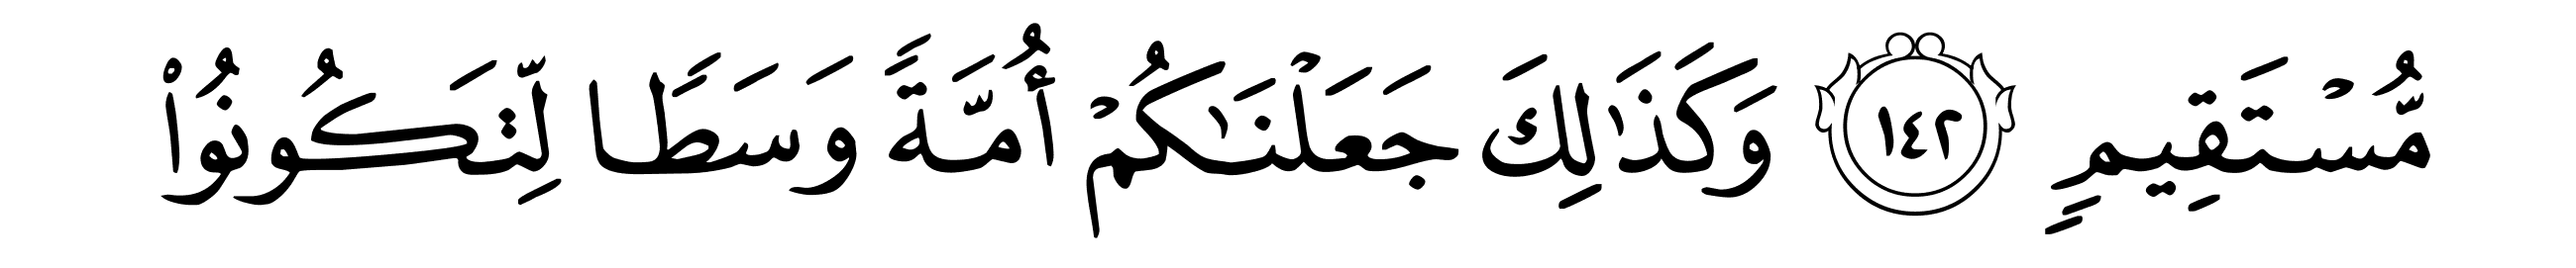 مُّسْتَقِيمٍ ١٤٢ وَكَذَٰلِكَ جَعَلْنَـٰكُمْ أُمَّةً وَسَطًا لِّتَكُونُوا۟